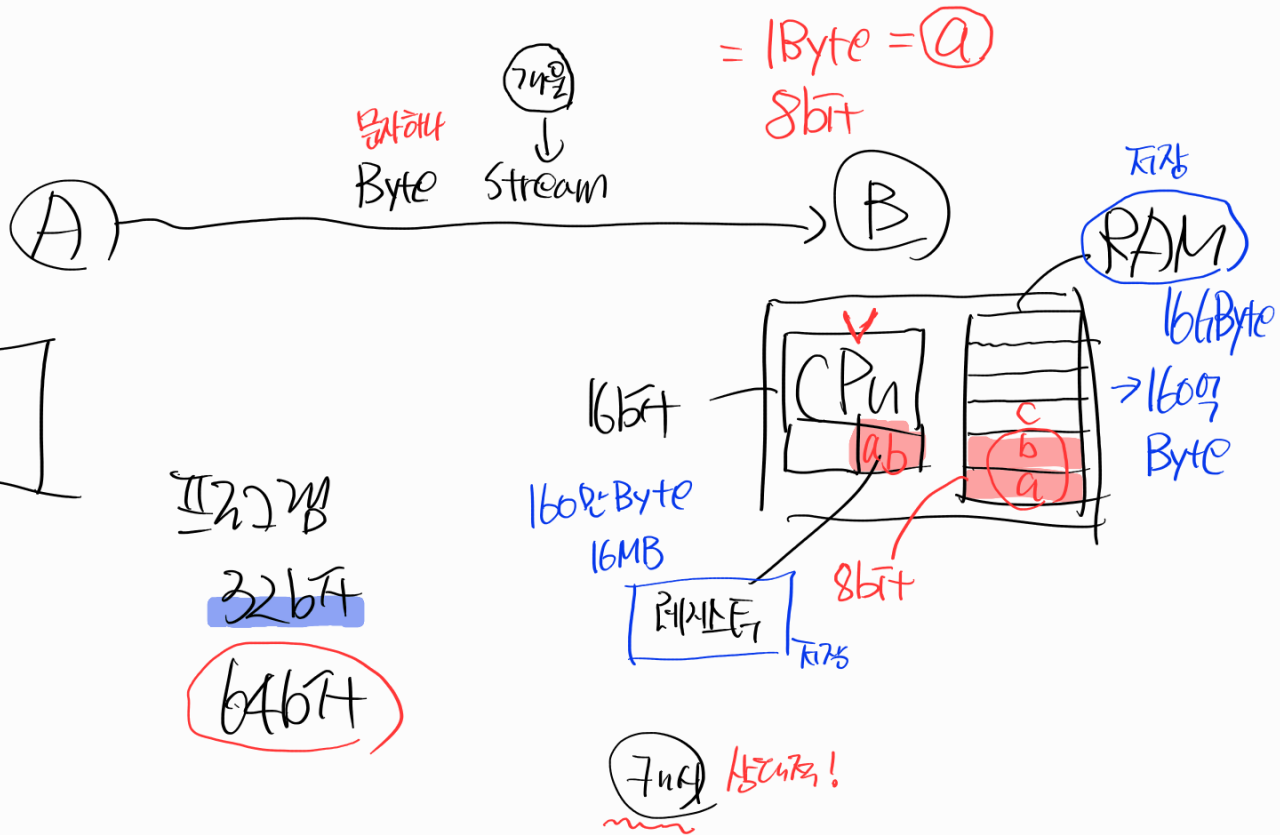 = 1Byte = a
8bit
개울
문자하나
Byte Stream
A
B
저장
RAM
16GByte
→160억
Byte
CPu
16bit
ab
c
b
a
프로그램
32bit
64bit
160만Byte
16MB
8bit
레지스터
저장
상대적!